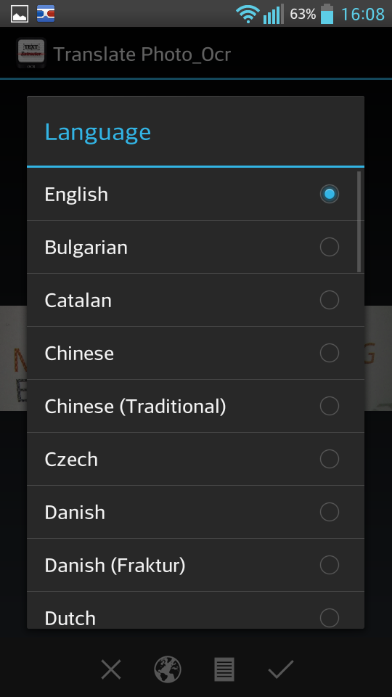 63% 16:08
Translate Photo_Ocr
Language
English
Bulgarian
Catalan
Chinese
Chinese (Traditional)
Czech
Danish
Danish (Fraktur)
Dutch